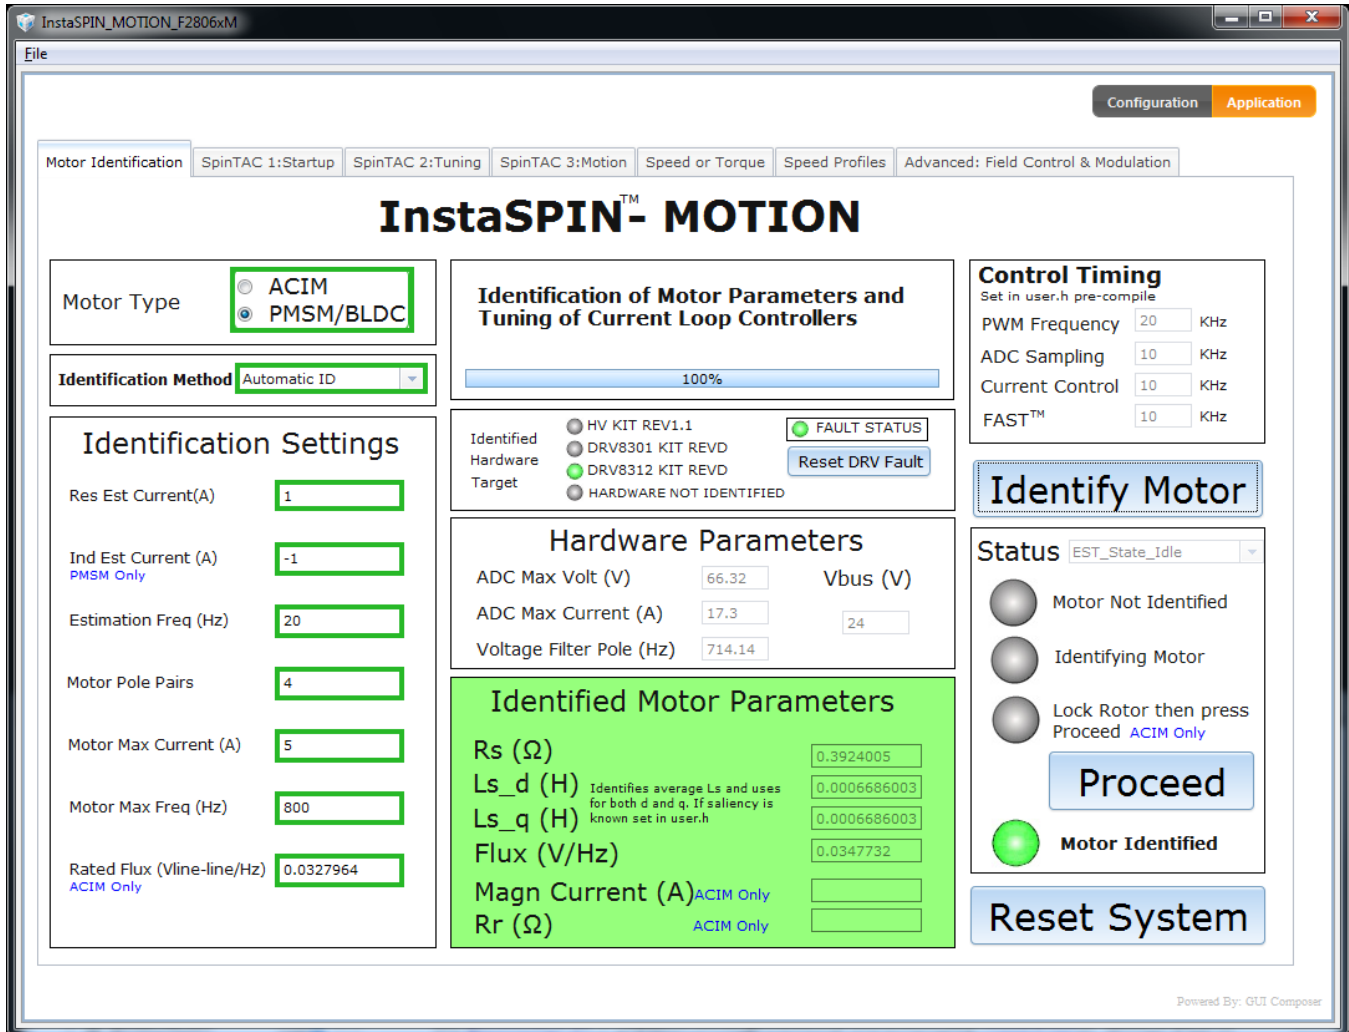 InstaSPIN_MOTION_F2806xM
File
Configuration
Application
Motor Identification
SpinTAC 1:Startup
SpinTAC 2:Tuning
SpinTAC 3:Motion
Speed or Torque
Speed Profiles
Advanced: Field Control & Modulation
InstaSPIN™- MOTION
Motor Type
ACIM
PMSM/BLDC
Identification Method
Automatic ID
Identification Settings
Res Est Current(A)
1
Ind Est Current (A)
-1
PMSM Only
Estimation Freq (Hz)
20
Motor Pole Pairs
4
Motor Max Current (A)
5
Motor Max Freq (Hz)
800
Rated Flux (Vline-line/Hz)
0.0327964
ACIM Only
Identification of Motor Parameters and
Tuning of Current Loop Controllers
100%
Identified
Hardware
Target
HV KIT REV1.1
DRV8301 KIT REVD
DRV8312 KIT REVD
HARDWARE NOT IDENTIFIED
FAULT STATUS
Reset DRV Fault
Hardware Parameters
ADC Max Volt (V)
66.32
ADC Max Current (A)
17.3
Voltage Filter Pole (Hz)
714.14
Vbus (V)
24
Identified Motor Parameters
Rs (Ω)
0.3924005
Ls_d (H)
0.0006686003
Identifies average Ls and uses
for both d and q. If saliency is
known set in user.h
Ls_q (H)
0.0006686003
Flux (V/Hz)
0.0347732
Magn Current (A) ACIM Only
Rr (Ω)
ACIM Only
Control Timing
Set in user.h pre-compile
PWM Frequency
20
KHz
ADC Sampling
10
KHz
Current Control
10
KHz
FAST™
10
KHz
Identify Motor
Status
EST_State_Idle
Motor Not Identified
Identifying Motor
Lock Rotor then press
Proceed ACIM Only
Proceed
Motor Identified
Reset System
Powered By: GUI Composer